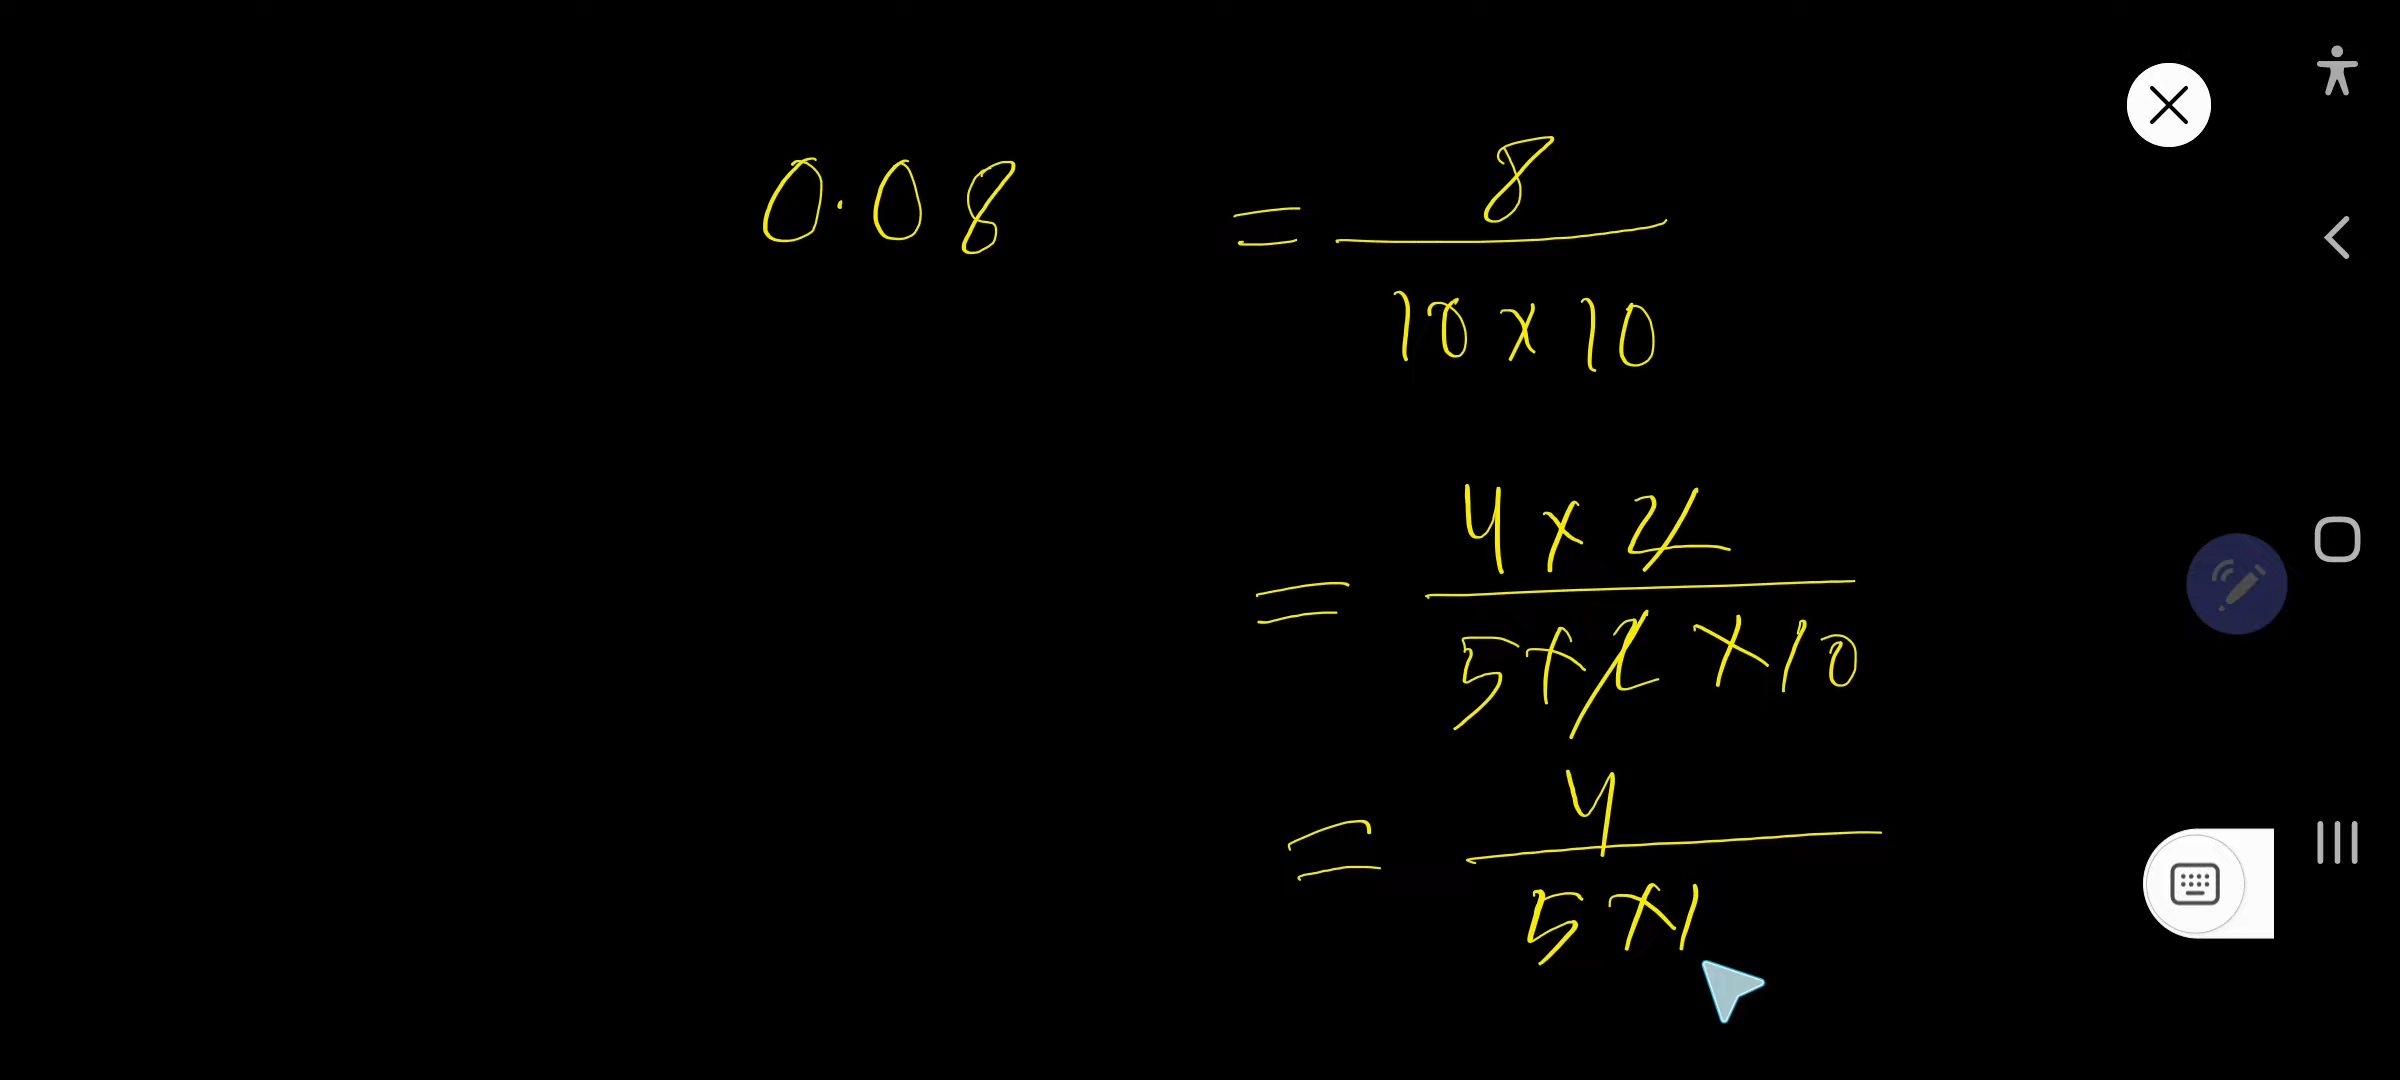 0.08 = 8 / 10 x 10
= 4 x 2 / 5 x 2 x 10
= 4 / 5 x 1